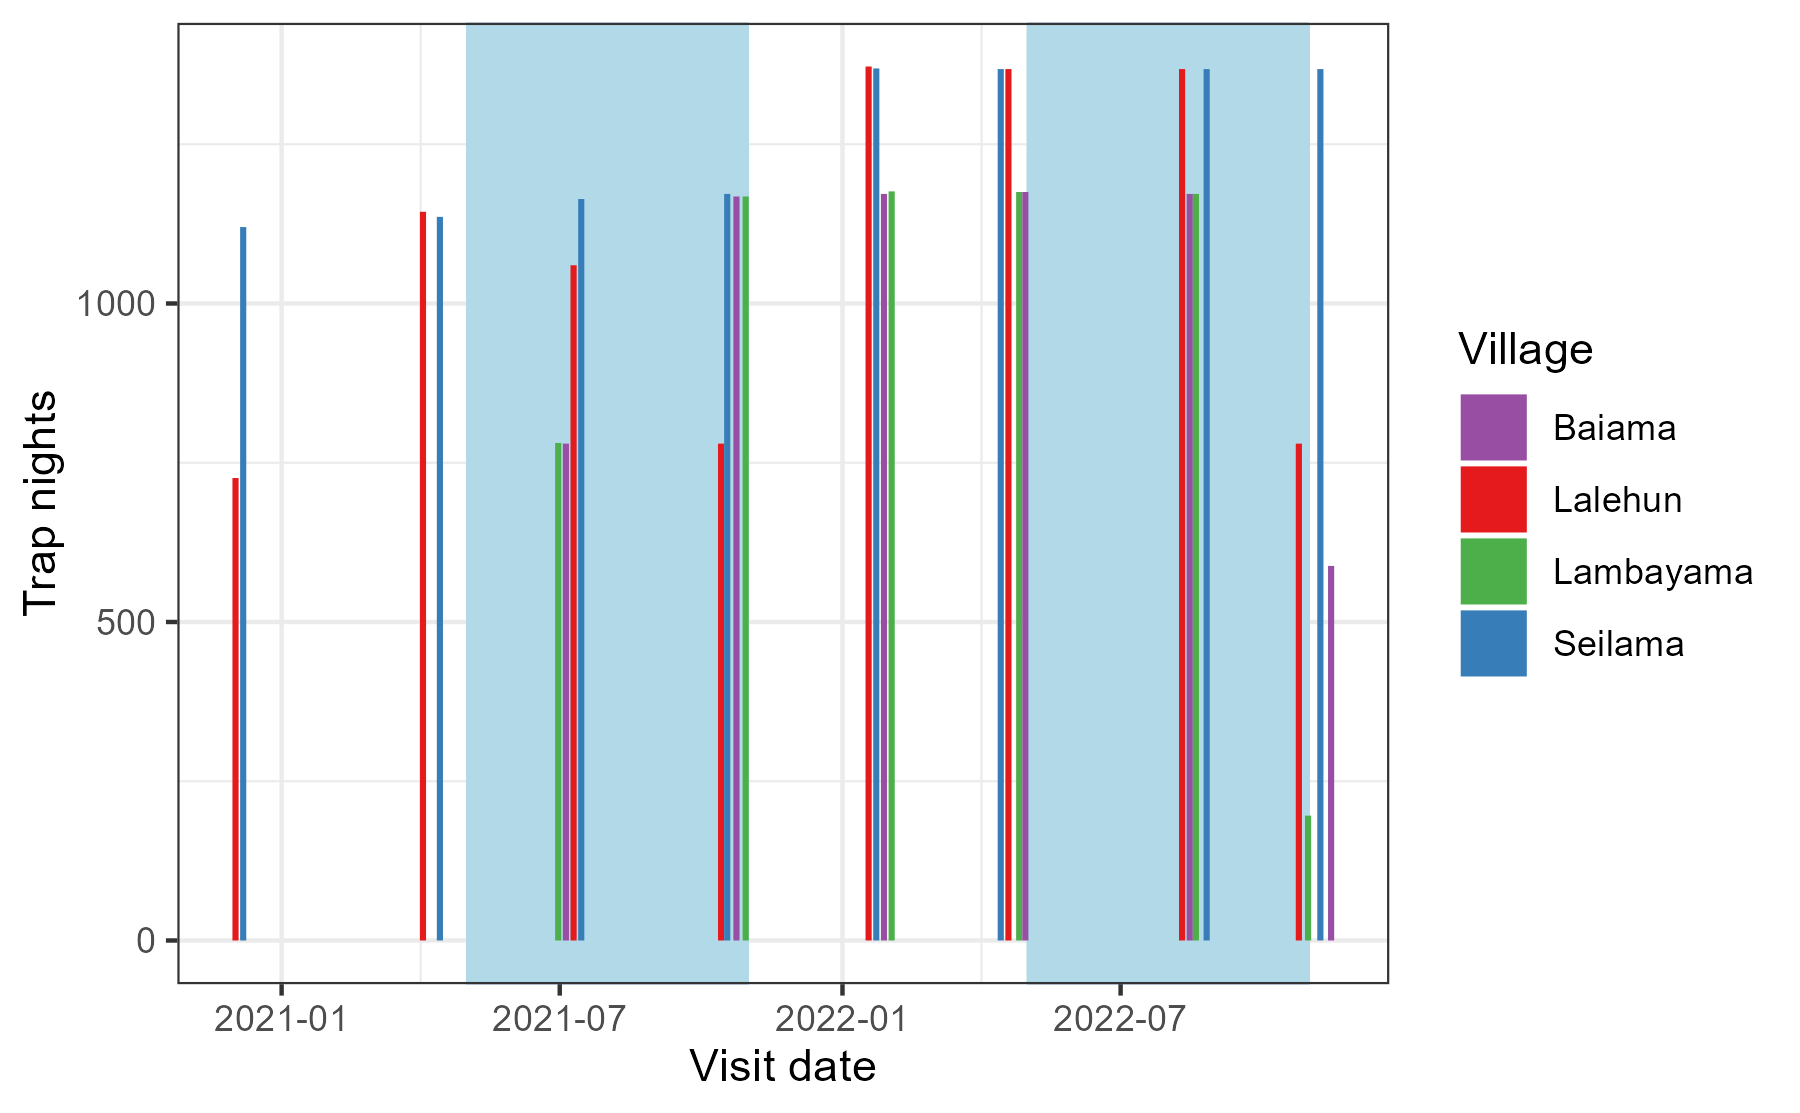 Trap nights
1000
500
0
2021-01
2021-07
2022-01
2022-07
Visit date
Village
Baiama
Lalehun
Lambayama
Seilama